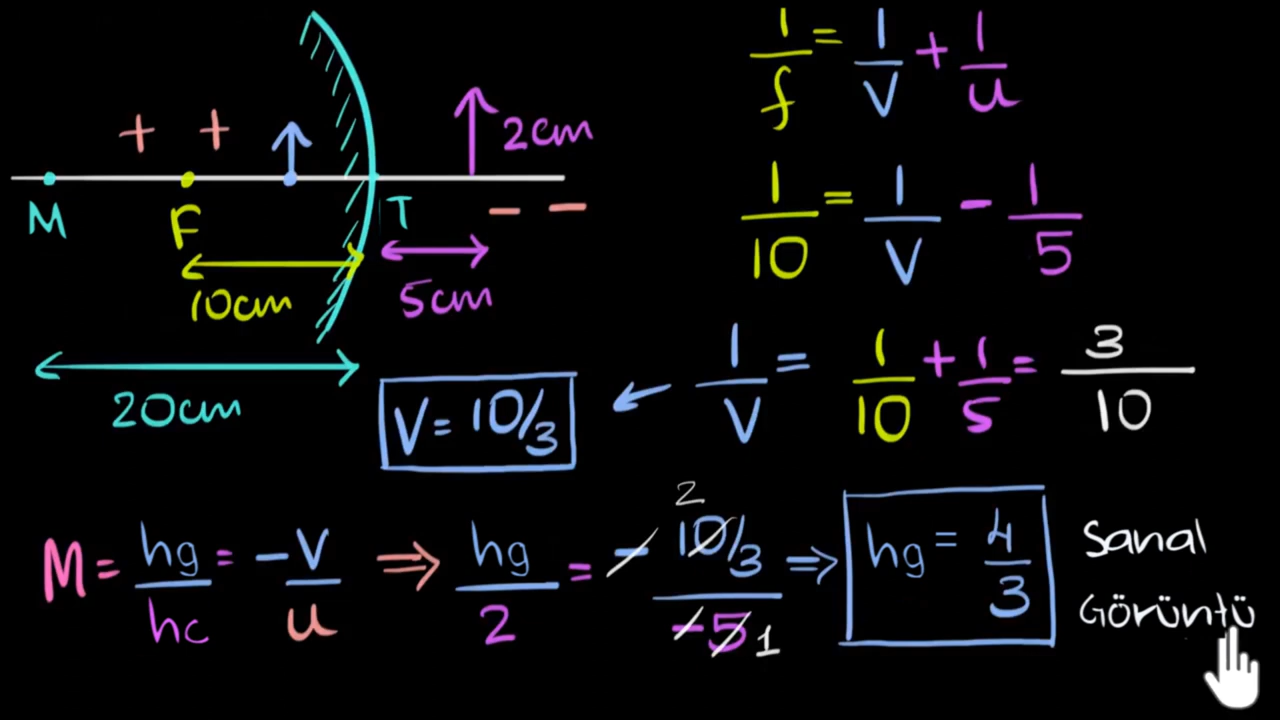 + +
2cm
M F T - -
10cm
5cm
20cm
1/f = 1/v + 1/u
1/10 = 1/v - 1/5
1/v = 1/10 + 1/5 = 3/10
v = 10/3
M = hg/hc = -v/u ⇒ hg/2 = - 10/3 / -5 ⇒ hg = 4/3
2
1
Sanal
Görüntü